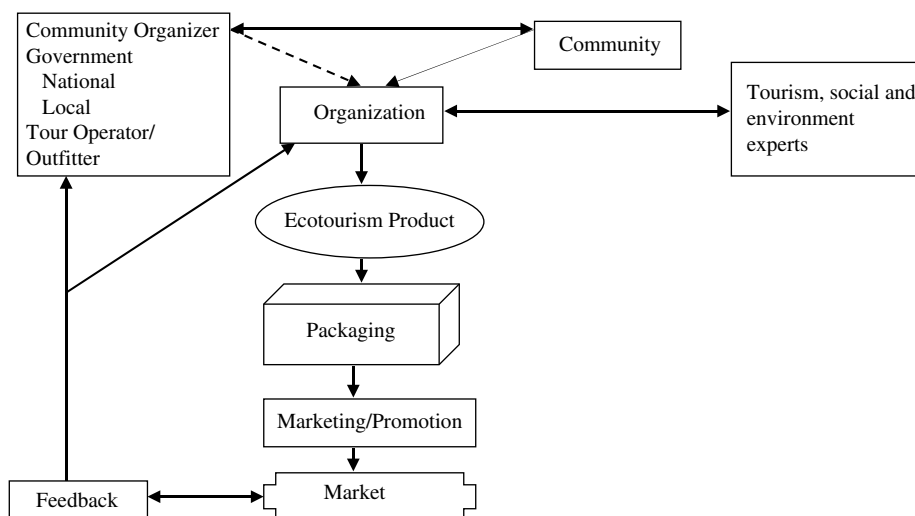 Community Organizer
Government
National
Local
Tour Operator/
Outfitter
Community
Organization
Tourism, social and
environment
experts
Ecotourism Product
Packaging
Marketing/Promotion
Market
Feedback